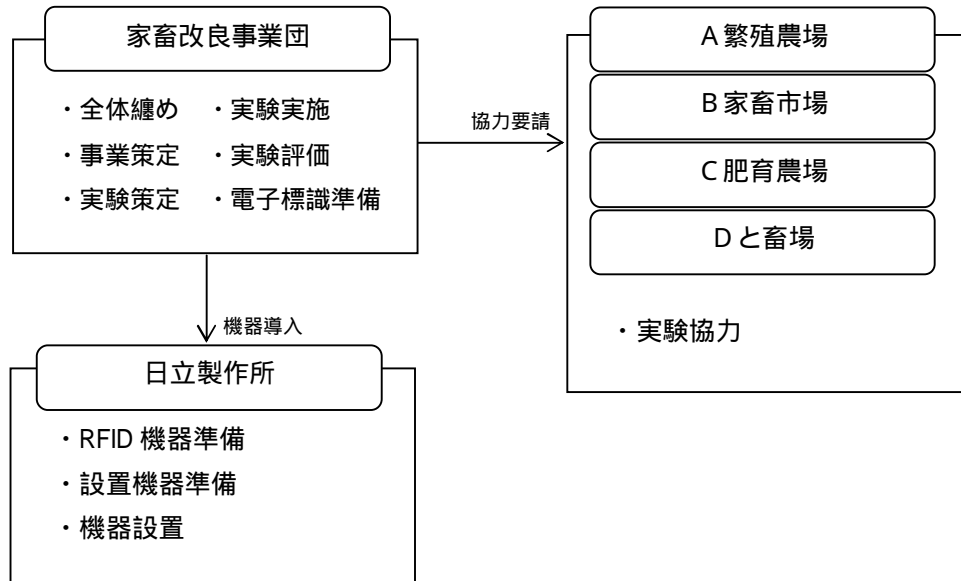 家畜改良事業団
・全体纏め ・実験実施
・事業策定 ・実験評価
・実験策定 ・電子標識準備
協力要請
A 繁殖農場
B 家畜市場
C 肥育農場
D と畜場
・実験協力
機器導入
日立製作所
・RFID 機器準備
・設置機器準備
・機器設置